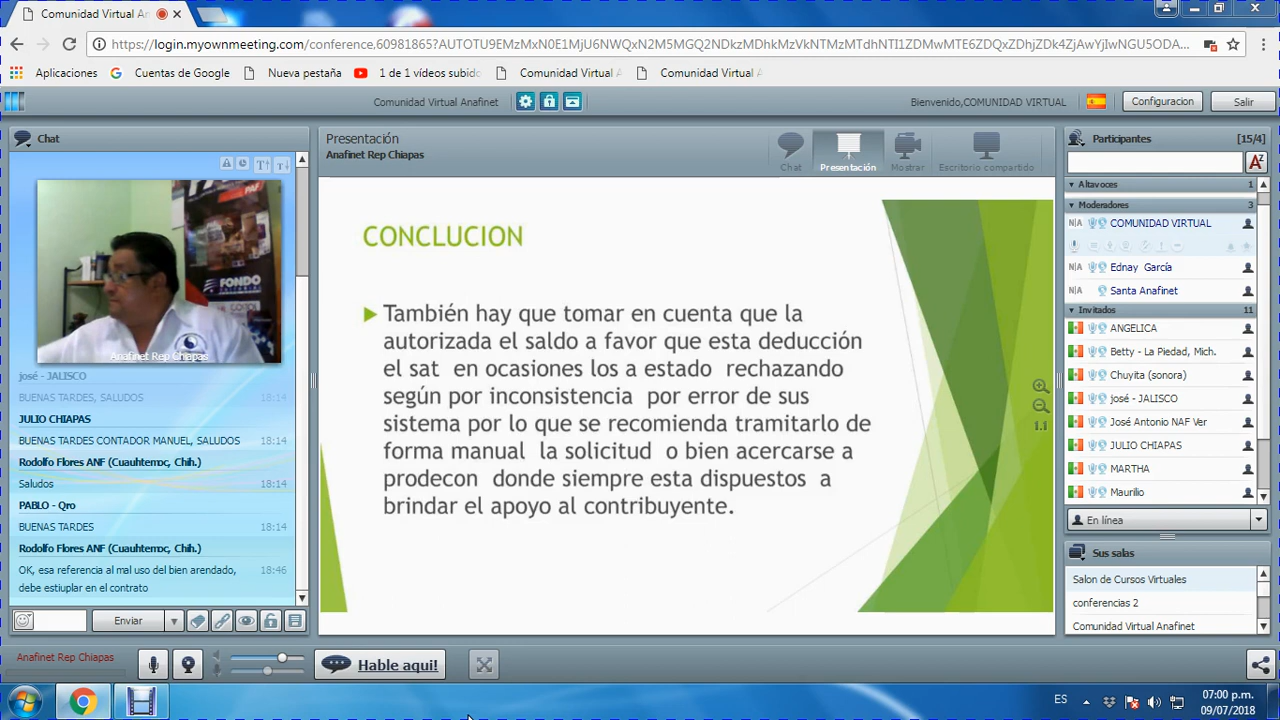 Comunidad Virtual Anafin
https://login.myownmeeting.com/conference,60981865?AUTOTU9EMzMxN0E1MjU6NWQxN2M5MGQ2NDkzMDhkMzVkNTMzMTdhNTI1ZDMwMTE6ZDQxZDhjZDk4ZjAwYjIwNGU5ODA...
Aplicaciones
Cuentas de Google
Nueva pestaña
1 de 1 vídeos subido
Comunidad Virtual A
Comunidad Virtual A
Comunidad Virtual Anafinet
Bienvenido,COMUNIDAD VIRTUAL
Configuracion
Salir
Chat
Anafinet Rep Chiapas
FONDO
josé - JALISCO
BUENAS TARDES, SALUDOS 18:14
JULIO CHIAPAS
BUENAS TARDES CONTADOR MANUEL, SALUDOS 18:14
Rodolfo Flores ANF (Cuauhtemoc, Chih.)
Saludos 18:14
PABLO - Qro
BUENAS TARDES 18:14
Rodolfo Flores ANF (Cuauhtemoc, Chih.)
OK, esa referencia al mal uso del bien arendado, 18:46
debe estiuplar en el contrato
Enviar
Presentación
Anafinet Rep Chiapas
Chat
Presentación
Mostrar
Escritorio compartido
CONCLUCION
También hay que tomar en cuenta que la
autorizada el saldo a favor que esta deducción
el sat en ocasiones los a estado rechazando
según por inconsistencia por error de sus
sistema por lo que se recomienda tramitarlo de
forma manual la solicitud o bien acercarse a
prodecon donde siempre esta dispuestos a
brindar el apoyo al contribuyente.
1.1
Participantes [15/4]
Altavoces 1
Moderadores 3
N/A COMUNIDAD VIRTUAL
N/A Ednay García
N/A Santa Anafinet
Invitados 11
ANGELICA
Betty - La Piedad, Mich.
Chuyita (sonora)
josé - JALISCO
José Antonio NAF Ver
JULIO CHIAPAS
MARTHA
Maurilio
En línea
Sus salas
Salon de Cursos Virtuales
conferencias 2
Comunidad Virtual Anafinet
Anafinet Rep Chiapas
Hable aqui!
ES
07:00 p.m.
09/07/2018